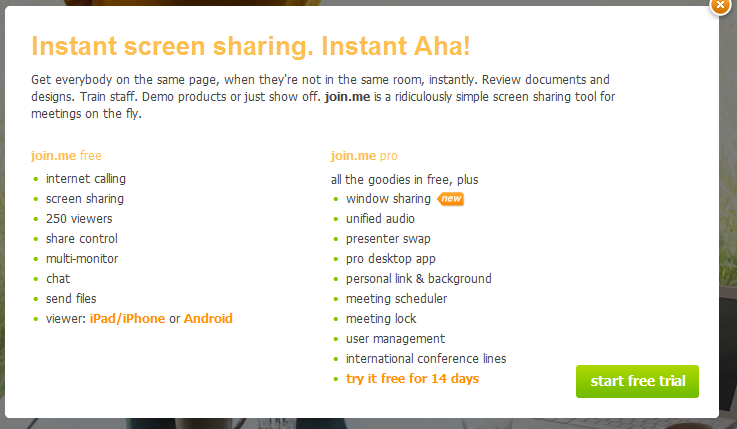 Instant screen sharing. Instant Aha!
Get everybody on the same page, when they're not in the same room, instantly. Review documents and
designs. Train staff. Demo products or just show off. join.me is a ridiculously simple screen sharing tool for
meetings on the fly.
join.me free
internet calling
screen sharing
250 viewers
share control
multi-monitor
chat
send files
viewer: iPad/iPhone or Android
join.me pro
all the goodies in free, plus
window sharing new
unified audio
presenter swap
pro desktop app
personal link & background
meeting scheduler
meeting lock
user management
international conference lines
try it free for 14 days
start free trial